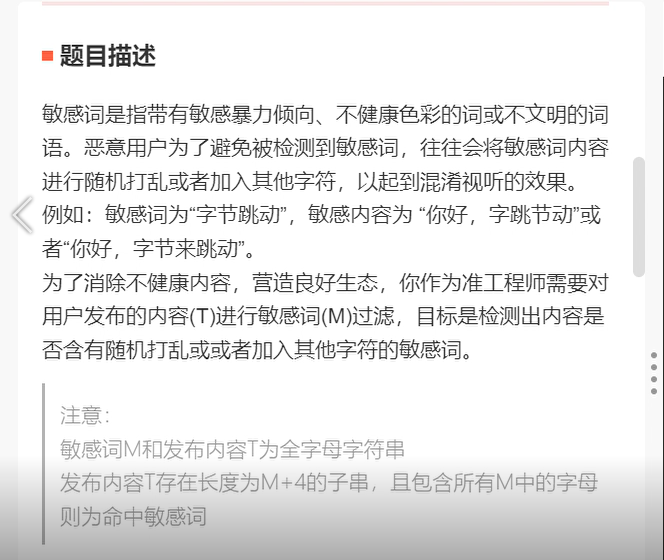 题目描述
敏感词是指带有敏感暴力倾向、不健康色彩的词或不文明的词
语。恶意用户为了避免被检测到敏感词，往往会将敏感词内容
进行随机打乱或者加入其他字符，以起到混淆视听的效果。
例如：敏感词为“字节跳动”，敏感内容为 “你好，字跳节动”或
者“你好，字节来跳动”。
为了消除不健康内容，营造良好生态，你作为准工程师需要对
用户发布的内容(T)进行敏感词(M)过滤，目标是检测出内容是
否含有随机打乱或或者加入其他字符的敏感词。
注意：
敏感词M和发布内容T为全字母字符串
发布内容T存在长度为M+4的子串，且包含所有M中的字母
则为命中敏感词